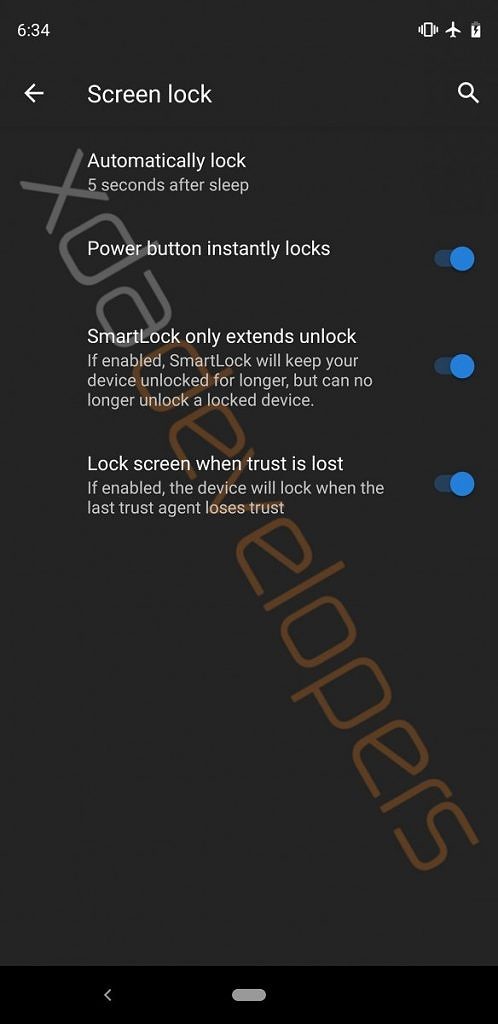 6:34
Screen lock
Automatically lock
5 seconds after sleep
Power button instantly locks
SmartLock only extends unlock
If enabled, SmartLock will keep your
device unlocked for longer, but can no
longer unlock a locked device.
Lock screen when trust is lost
If enabled, the device will lock when the
last trust agent loses trust
xdadevelopers